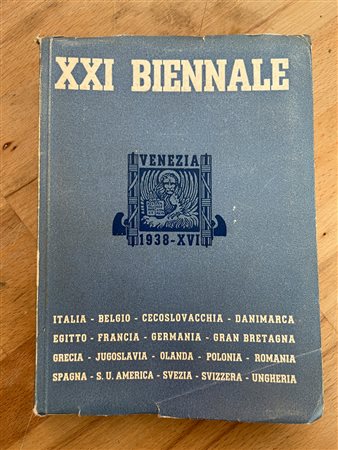 XXI BIENNALE
VENEZIA
1938-XVI
ITALIA - BELGIO - CECOSLOVACCHIA - DANIMARCA
EGITTO - FRANCIA - GERMANIA - GRAN BRETAGNA
GRECIA - JUGOSLAVIA - OLANDA - POLONIA - ROMANIA
SPAGNA - S. U. AMERICA - SVEZIA - SVIZZERA - UNGHERIA